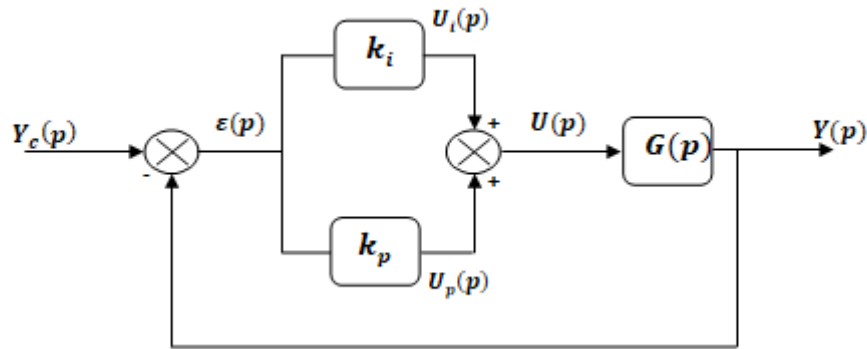 U_i(p)
k_i
Y_c(p)
ε(p)
+
U(p)
G(p)
Y(p)
-
+
k_p
U_p(p)